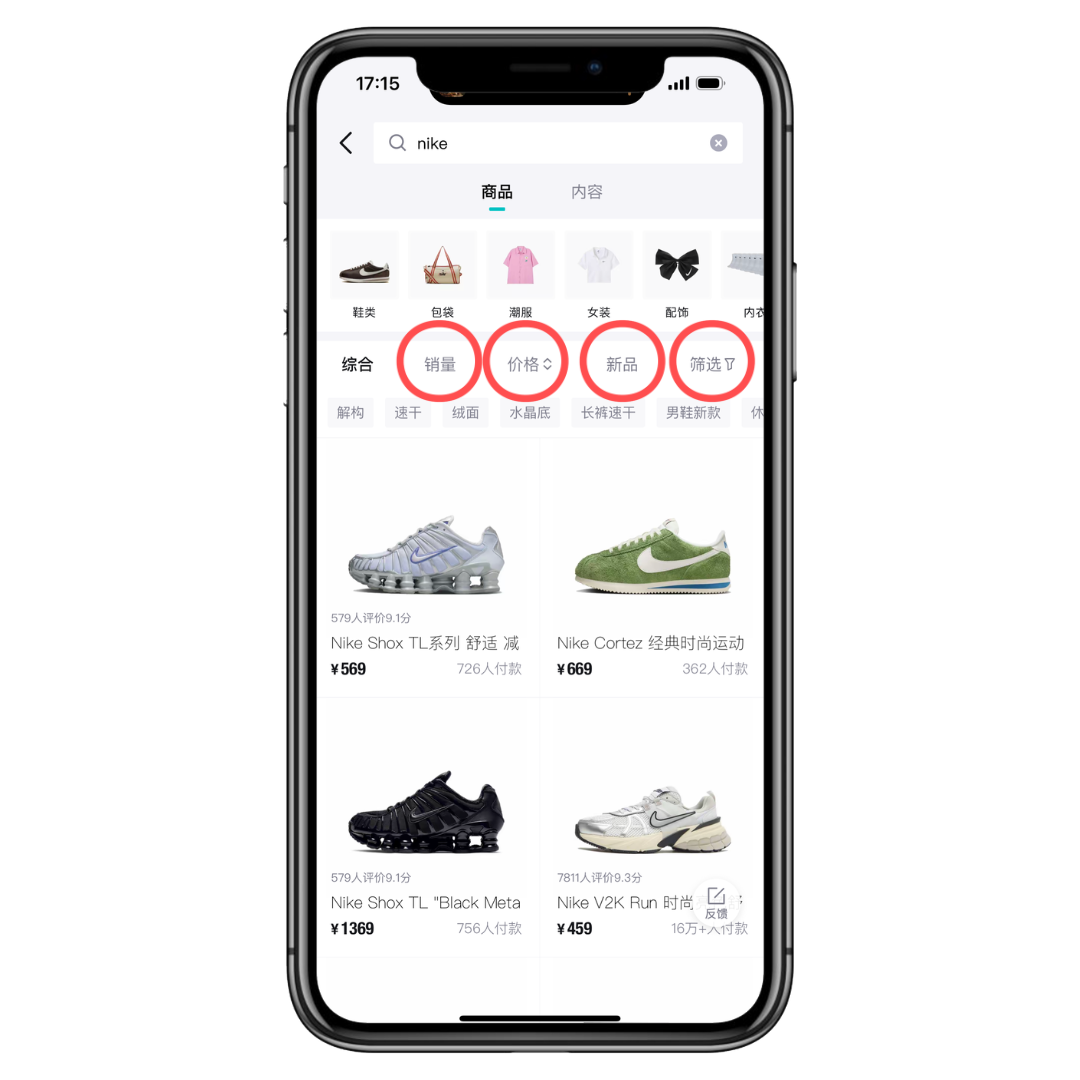 17:15
nike
商品 内容
鞋类 包袋 潮服 女装 配饰 内衣
综合 销量 价格 新品 筛选
解构 速干 绒面 水晶底 长裤速干 男鞋新款 休
579人评价9.1分
Nike Shox TL系列 舒适 减
¥569 726人付款
Nike Cortez 经典时尚运动
¥669 362人付款
579人评价9.1分
Nike Shox TL "Black Meta
¥1369 756人付款
7811人评价9.3分
Nike V2K Run 时尚
¥459 16万+人付款
反馈